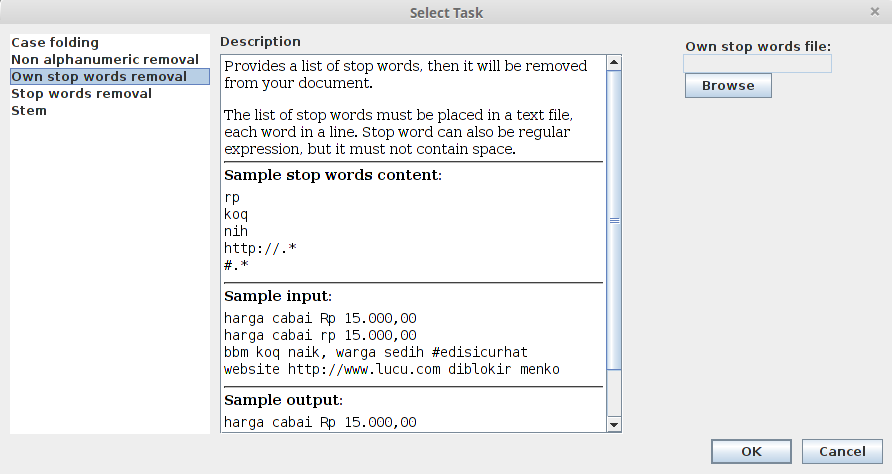 Select Task
Case folding
Non alphanumeric removal
Own stop words removal
Stop words removal
Stem
Description
Provides a list of stop words, then it will be removed
from your document.
The list of stop words must be placed in a text file,
each word in a line. Stop word can also be regular
expression, but it must not contain space.
Sample stop words content:
rp
koq
nih
http://.*
#.*
Sample input:
harga cabai Rp 15.000,00
harga cabai rp 15.000,00
bbm koq naik, warga sedih #edisicurhat
website http://www.lucu.com diblokir menko
Sample output:
harga cabai Rp 15.000,00
Own stop words file:
Browse
OK
Cancel